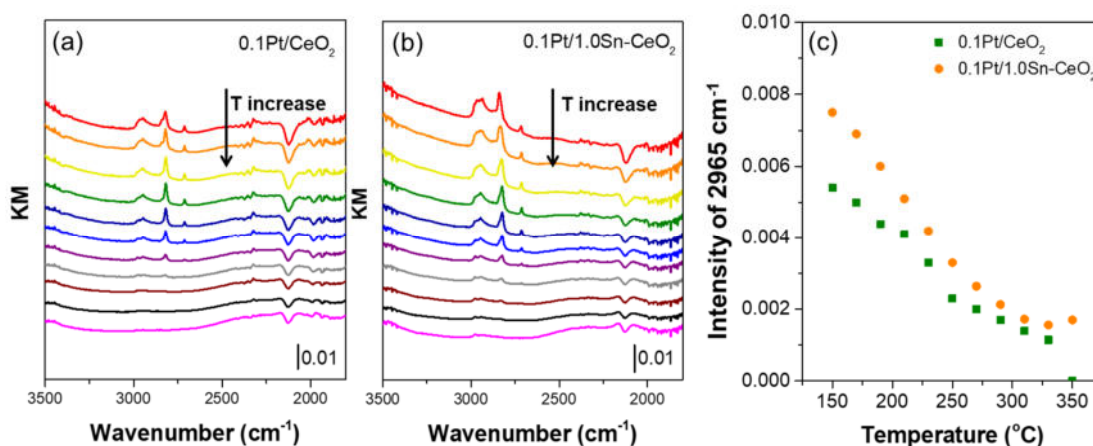 (a) 0.1Pt/CeO₂
T increase
KM
0.01
3500 3000 2500 2000
Wavenumber (cm⁻¹)
(b) 0.1Pt/1.0Sn-CeO₂
T increase
KM
0.01
3500 3000 2500 2000
Wavenumber (cm⁻¹)
(c)
0.1Pt/CeO₂
0.1Pt/1.0Sn-CeO₂
Intensity of 2965 cm⁻¹
0.010
0.008
0.006
0.004
0.002
0.000
150 200 250 300 350
Temperature (°C)